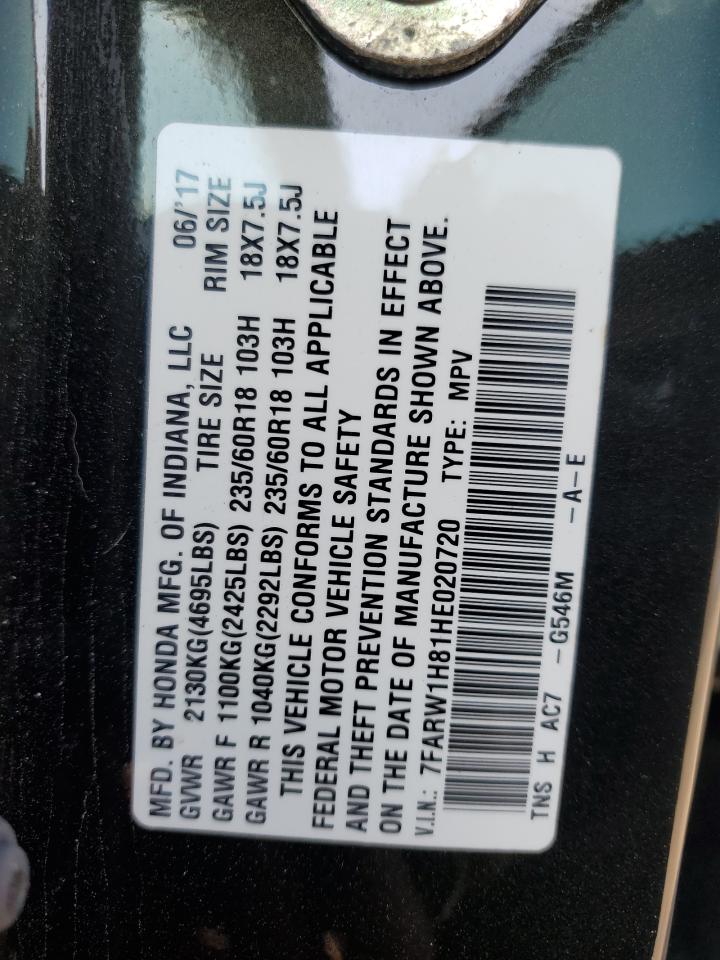 MFD. BY HONDA MFG. OF INDIANA, LLC 06/'17
GVWR 2130KG(4695LBS) TIRE SIZE RIM SIZE
GAWR F 1100KG(2425LBS) 235/60R18 103H 18X7.5J
GAWR R 1040KG(2292LBS) 235/60R18 103H 18X7.5J
THIS VEHICLE CONFORMS TO ALL APPLICABLE
FEDERAL MOTOR VEHICLE SAFETY
AND THEFT PREVENTION STANDARDS IN EFFECT
ON THE DATE OF MANUFACTURE SHOWN ABOVE.
V.I.N.: 7FARW1H81HE020720 TYPE: MPV
TNS H AC7 -G546M -A-E